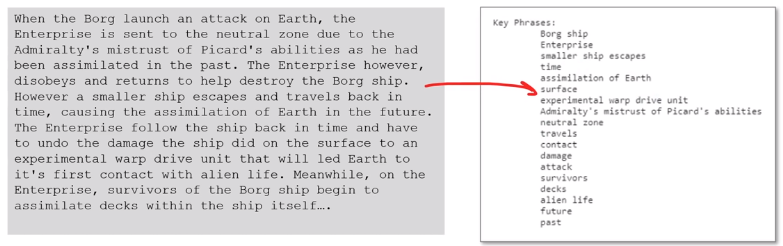 When the Borg launch an attack on Earth, the
Enterprise is sent to the neutral zone due to the
Admiralty's mistrust of Picard's abilities as he had
been assimilated in the past. The Enterprise however,
disobeys and returns to help destroy the Borg ship.
However a smaller ship escapes and travels back in
time, causing the assimilation of Earth in the future.
The Enterprise follow the ship back in time and have
to undo the damage the ship did on the surface to an
experimental warp drive unit that will led Earth to
it's first contact with alien life. Meanwhile, on the
Enterprise, survivors of the Borg ship begin to
assimilate decks within the ship itself….
Key Phrases:
Borg ship
Enterprise
smaller ship escapes
time
assimilation of Earth
surface
experimental warp drive unit
Admiralty's mistrust of Picard's abilities
neutral zone
travels
contact
damage
attack
survivors
decks
alien life
future
past